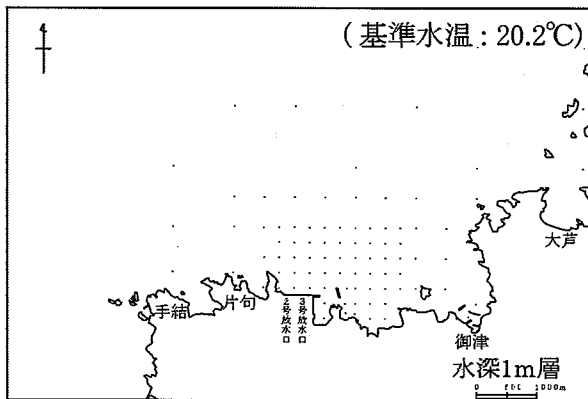 (基準水温：20.2℃)
大芦
手結
片句
2号放水口
3号放水口
御津
水深1m層
0 500 1000m